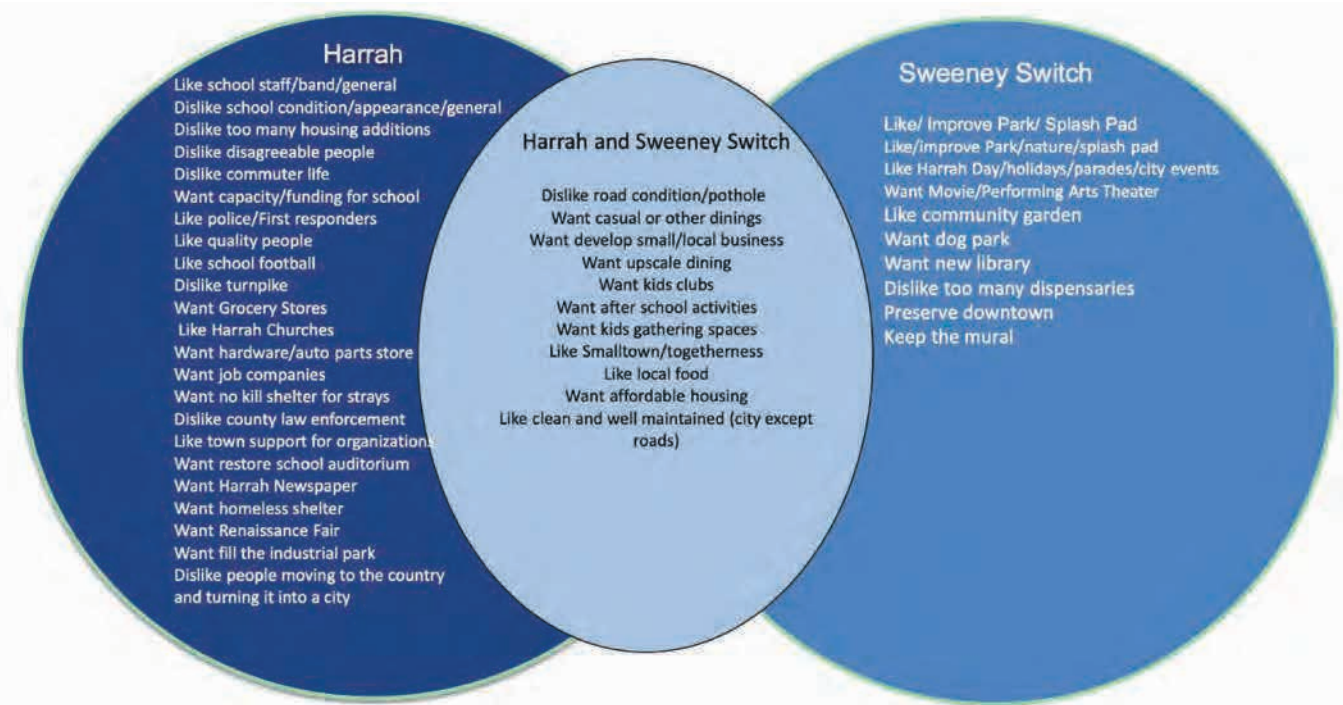 Harrah
Like school staff/band/general
Dislike school condition/appearance/general
Dislike too many housing additions
Dislike disagreeable people
Dislike commuter life
Want capacity/funding for school
Like police/First responders
Like quality people
Like school football
Dislike turnpike
Want Grocery Stores
Like Harrah Churches
Want hardware/auto parts store
Want job companies
Want no kill shelter for strays
Dislike county law enforcement
Like town support for organizations
Want restore school auditorium
Want Harrah Newspaper
Want homeless shelter
Want Renaissance Fair
Want fill the industrial park
Dislike people moving to the country
and turning it into a city
Harrah and Sweeney Switch
Dislike road condition/pothole
Want casual or other dinings
Want develop small/local business
Want upscale dining
Want kids clubs
Want after school activities
Want kids gathering spaces
Like Smalltown/togetherness
Like local food
Want affordable housing
Like clean and well maintained (city except
roads)
Sweeney Switch
Like/ Improve Park/ Splash Pad
Like/improve Park/nature/splash pad
Like Harrah Day/holidays/parades/city events
Want Movie/Performing Arts Theater
Like community garden
Want dog park
Want new library
Dislike too many dispensaries
Preserve downtown
Keep the mural